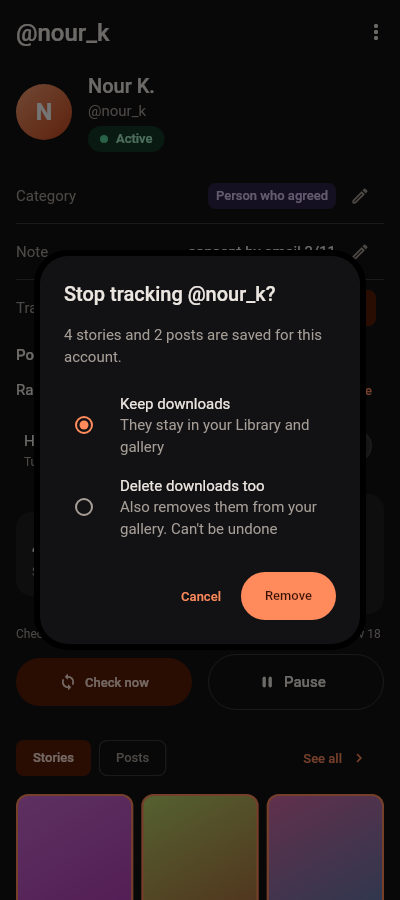 @nour_k
N
Nour K.
@nour_k
Active
Category
Person who agreed
Note
Stop tracking @nour_k?
4 stories and 2 posts are saved for this
account.
Keep downloads
They stay in your Library and
gallery
Delete downloads too
Also removes them from your
gallery. Can't be undone
Cancel
Remove
18
Check now
Pause
Stories
Posts
See all